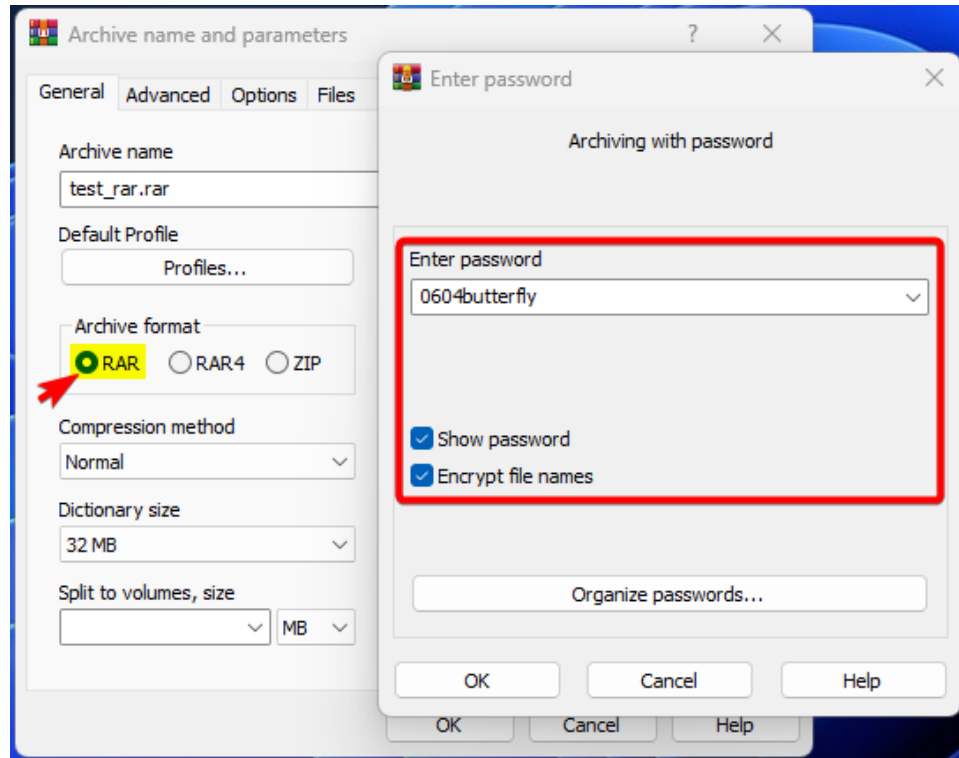 Archive name and parameters
?
General Advanced Options Files
Archive name
test_rar.rar
Default Profile
Profiles...
Archive format
RAR RAR4 ZIP
Compression method
Normal
Dictionary size
32 MB
Split to volumes, size
MB
OK Cancel Help
Enter password
Archiving with password
Enter password
0604butterfly
Show password
Encrypt file names
Organize passwords...
OK Cancel Help